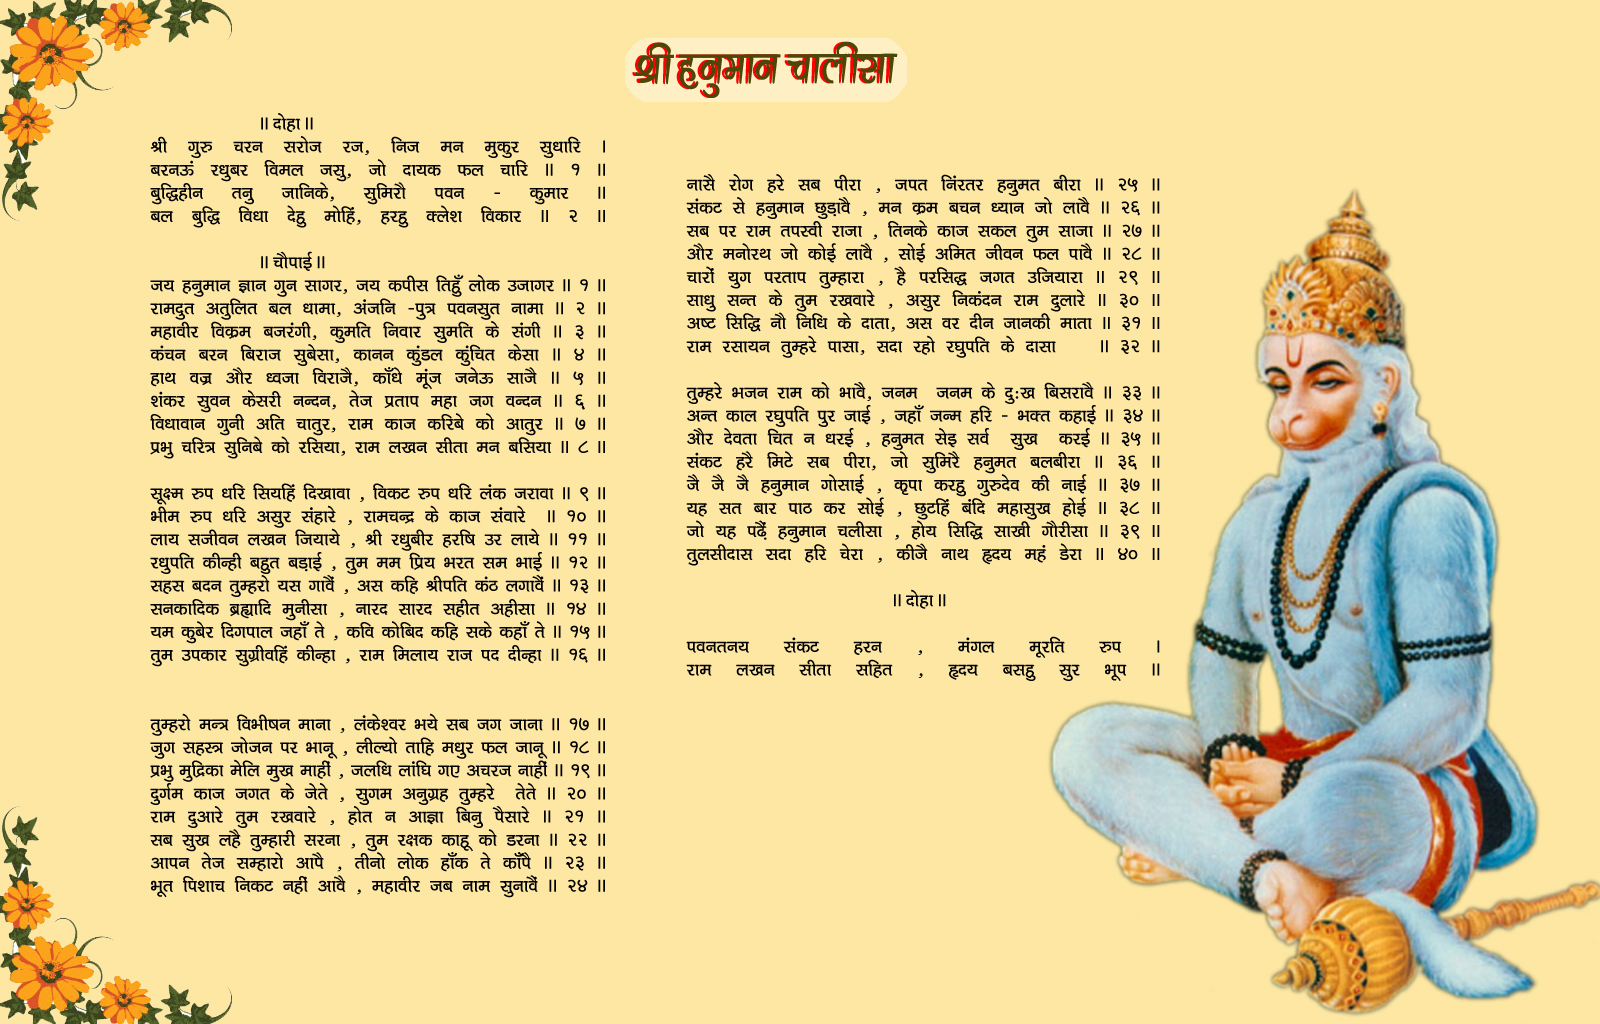 श्री हनुमान चालीसा
॥ दोहा ॥
श्री गुरु चरन सरोज रज, निज मन मुकुर सुधारि ।
बरनऊं रधुबर विमल जसु, जो दायक फल चारि ॥ १ ॥
बुद्धिहीन तनु जानिके, सुमिरौ पवन - कुमार ॥
बल बुद्धि विधा देहु मोहिं, हरहु क्लेश विकार ॥ २ ॥
॥ चौपाई ॥
जय हनुमान ज्ञान गुन सागर, जय कपीस तिहुँ लोक उजागर ॥ १ ॥
रामदुत अतुलित बल धामा, अंजनि -पुत्र पवनसुत नामा ॥ २ ॥
महावीर विक्रम बजरंगी, कुमति निवार सुमति के संगी ॥ ३ ॥
कंचन बरन बिराज सुबेसा, कानन कुंडल कुंचित केसा ॥ ४ ॥
हाथ वज्र और ध्वजा विराजै, काँधे मूंज जनेऊ साजै ॥ ५ ॥
शंकर सुवन केसरी नन्दन, तेज प्रताप महा जग वन्दन ॥ ६ ॥
विधावान गुनी अति चातुर, राम काज करिबे को आतुर ॥ ७ ॥
प्रभु चरित्र सुनिबे को रसिया, राम लखन सीता मन बसिया ॥ ८ ॥
सूक्ष्म रुप धरि सियहिं दिखावा , विकट रुप धरि लंक जरावा ॥ ९ ॥
भीम रुप धरि असुर संहारे , रामचन्द्र के काज संवारे ॥ १० ॥
लाय सजीवन लखन जियाये , श्री रधुबीर हरषि उर लाये ॥ ११ ॥
रधुपति कीन्ही बहुत बड़ाई , तुम मम प्रिय भरत सम भाई ॥ १२ ॥
सहस बदन तुम्हरो यस गावैं , अस कहि श्रीपति कंठ लगावैं ॥ १३ ॥
सनकादिक ब्रह्मादि मुनीसा , नारद सारद सहीत अहीसा ॥ १४ ॥
यम कुबेर दिगपाल जहाँ ते , कवि कोबिद कहि सके कहाँ ते ॥ १५ ॥
तुम उपकार सुग्रीवहिं कीन्हा , राम मिलाय राज पद दीन्हा ॥ १६ ॥
तुम्हरो मन्त्र विभीषन माना , लंकेश्वर भये सब जग जाना ॥ १७ ॥
जुग सहस्त्र जोजन पर भानू , लील्यो ताहि मधुर फल जानू ॥ १८ ॥
प्रभु मुद्रिका मेलि मुख माहीं , जलधि लांघि गए अचरज नाहीं ॥ १९ ॥
दुर्गम काज जगत के जेते , सुगम अनुग्रह तुम्हरे तेते ॥ २० ॥
राम दुआरे तुम रखवारे , होत न आज्ञा बिनु पैसारे ॥ २१ ॥
सब सुख लहै तुम्हारी सरना , तुम रक्षक काहू को डरना ॥ २२ ॥
आपन तेज सम्हारो आपै , तीनो लोक हाँक ते काँपै ॥ २३ ॥
भूत पिशाच निकट नहीं आवै , महावीर जब नाम सुनावैं ॥ २४ ॥
नासै रोग हरे सब पीरा , जपत निंरतर हनुमत बीरा ॥ २५ ॥
संकट से हनुमान छुड़ावै , मन क्रम बचन ध्यान जो लावै ॥ २६ ॥
सब पर राम तपस्वी राजा , तिनके काज सकल तुम साजा ॥ २७ ॥
और मनोरथ जो कोई लावै , सोई अमित जीवन फल पावै ॥ २८ ॥
चारों युग परताप तुम्हारा , है परसिद्ध जगत उजियारा ॥ २९ ॥
साधु सन्त के तुम रखवारे , असुर निकंदन राम दुलारे ॥ ३० ॥
अष्ट सिद्धि नौ निधि के दाता, अस वर दीन जानकी माता ॥ ३१ ॥
राम रसायन तुम्हरे पासा, सदा रहो रघुपति के दासा ॥ ३२ ॥
तुम्हरे भजन राम को भावै, जनम जनम के दु:ख बिसरावै ॥ ३३ ॥
अन्त काल रघुपति पुर जाई , जहाँ जन्म हरि - भक्त कहाई ॥ ३४ ॥
और देवता चित न धरई , हनुमत सेइ सर्व सुख करई ॥ ३५ ॥
संकट हरै मिटे सब पीरा, जो सुमिरै हनुमत बलबीरा ॥ ३६ ॥
जै जै जै हनुमान गोसाई , कृपा करहु गुरुदेव की नाई ॥ ३७ ॥
यह सत बार पाठ कर सोई , छुटहिं बंदि महासुख होई ॥ ३८ ॥
जो यह पढ़ैं हनुमान चलीसा , होय सिद्धि साखी गौरीसा ॥ ३९ ॥
तुलसीदास सदा हरि चेरा , कीजै नाथ हृदय महं डेरा ॥ ४० ॥
॥ दोहा ॥
पवनतनय संकट हरन , मंगल मूरति रुप ।
राम लखन सीता सहित , हृदय बसहु सुर भूप ॥